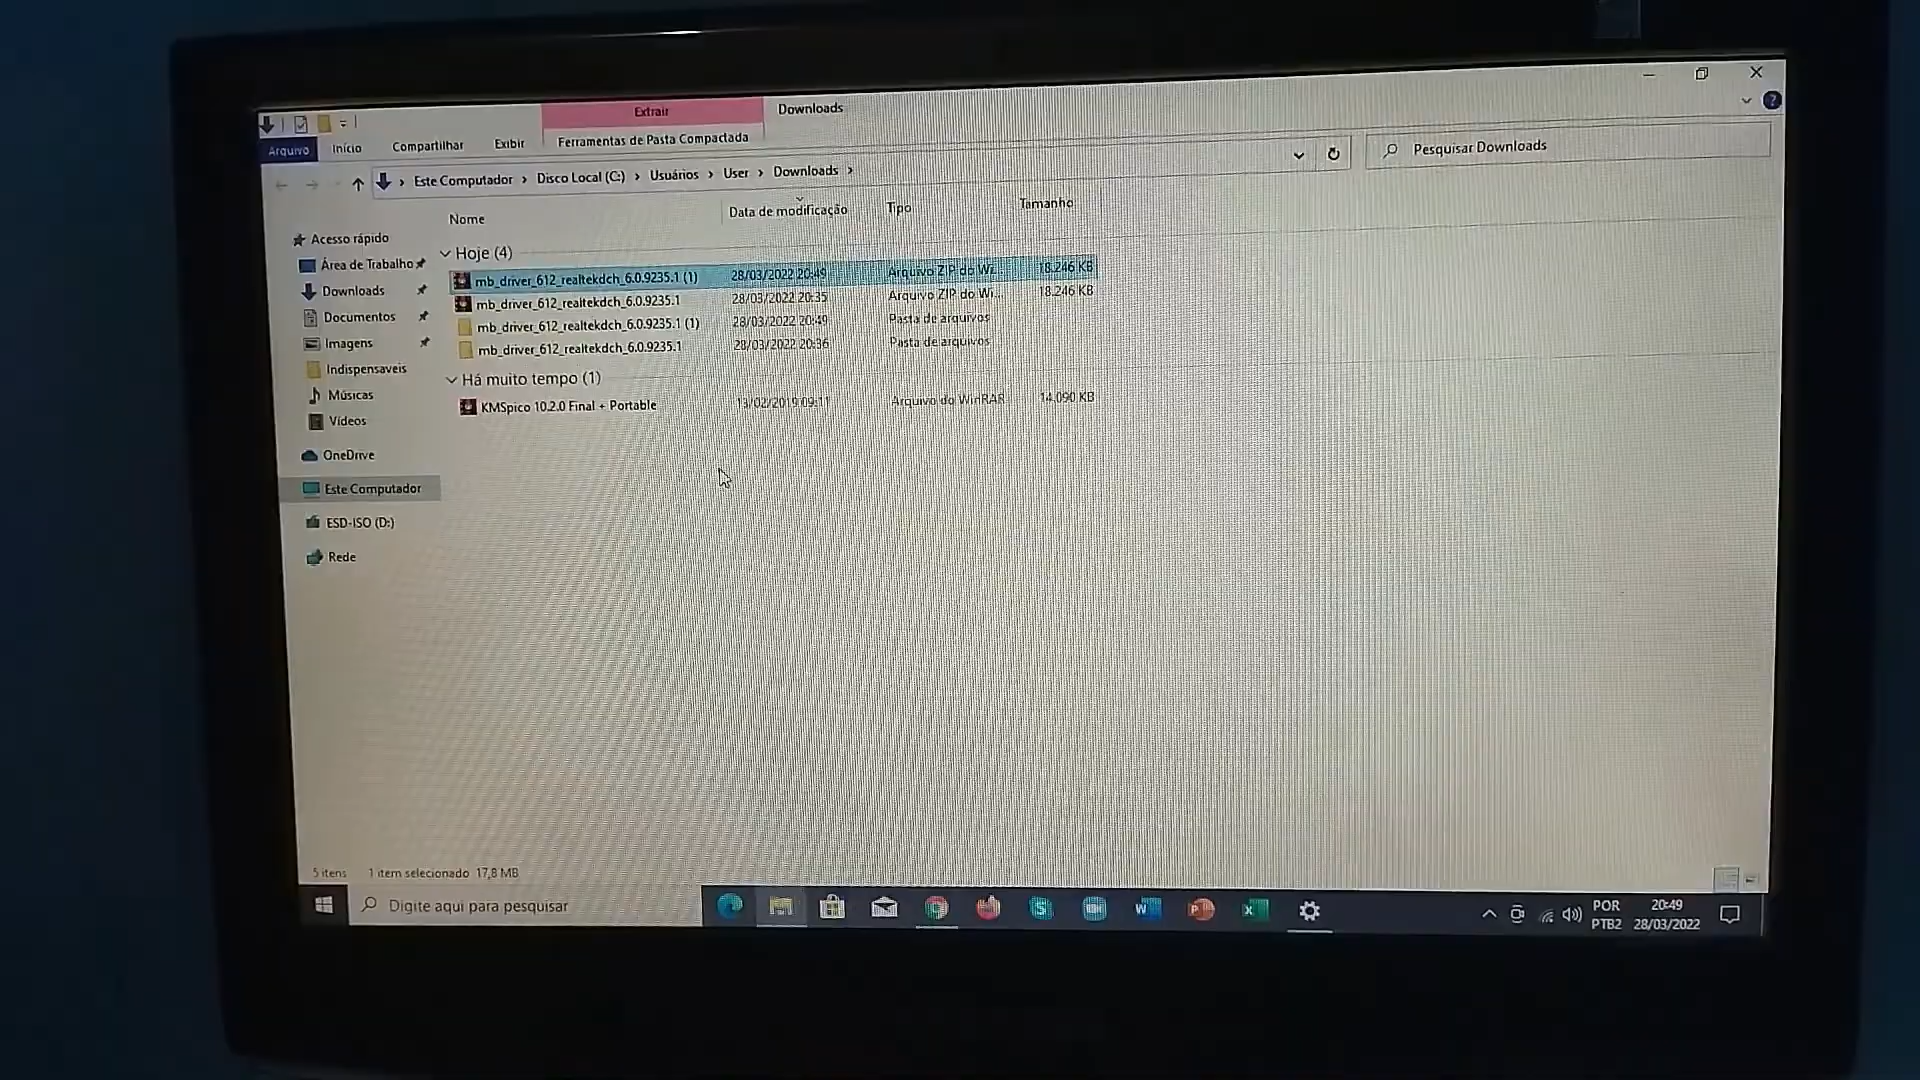 Extrair
Downloads
Arquivo
Início
Compartilhar
Exibir
Ferramentas de Pasta Compactada
Este Computador
Disco Local (C:)
Usuários
User
Downloads
Pesquisar Downloads
Nome
Data de modificação
Tipo
Tamanho
Acesso rápido
Área de Trabalho
Downloads
Documentos
Imagens
Indispensaveis
Músicas
Vídeos
OneDrive
Este Computador
ESD-ISO (D:)
Rede
Hoje (4)
mb_driver_612_realtekdch_6.0.9235.1 (1) 28/03/2022 20:49 Arquivo ZIP do Wi... 18.246 KB
mb_driver_612_realtekdch_6.0.9235.1 28/03/2022 20:35 Arquivo ZIP do Wi... 18.246 KB
mb_driver_612_realtekdch_6.0.9235.1 (1) 28/03/2022 20:49 Pasta de arquivos
mb_driver_612_realtekdch_6.0.9235.1 28/03/2022 20:36 Pasta de arquivos
Há muito tempo (1)
KMSpico 10.2.0 Final + Portable 13/02/2019 09:11 Arquivo do WinRAR 14.090 KB
5 itens 1 item selecionado 17,8 MB
Digite aqui para pesquisar
POR
PTB2
20:49
28/03/2022